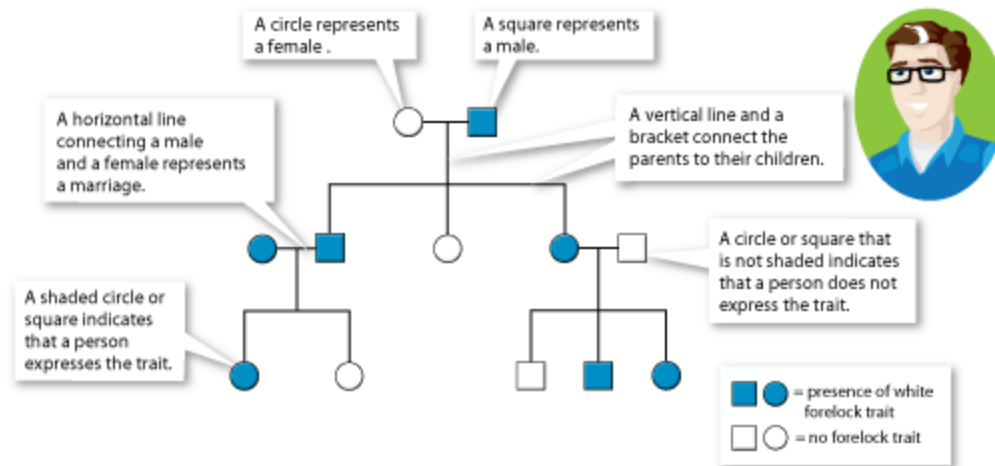 A circle represents
a female .
A square represents
a male.
A horizontal line
connecting a male
and a female represents
a marriage.
A vertical line and a
bracket connect the
parents to their children.
A circle or square that
is not shaded indicates
that a person does not
express the trait.
A shaded circle or
square indicates
that a person
expresses the trait.
= presence of white
forelock trait
= no forelock trait